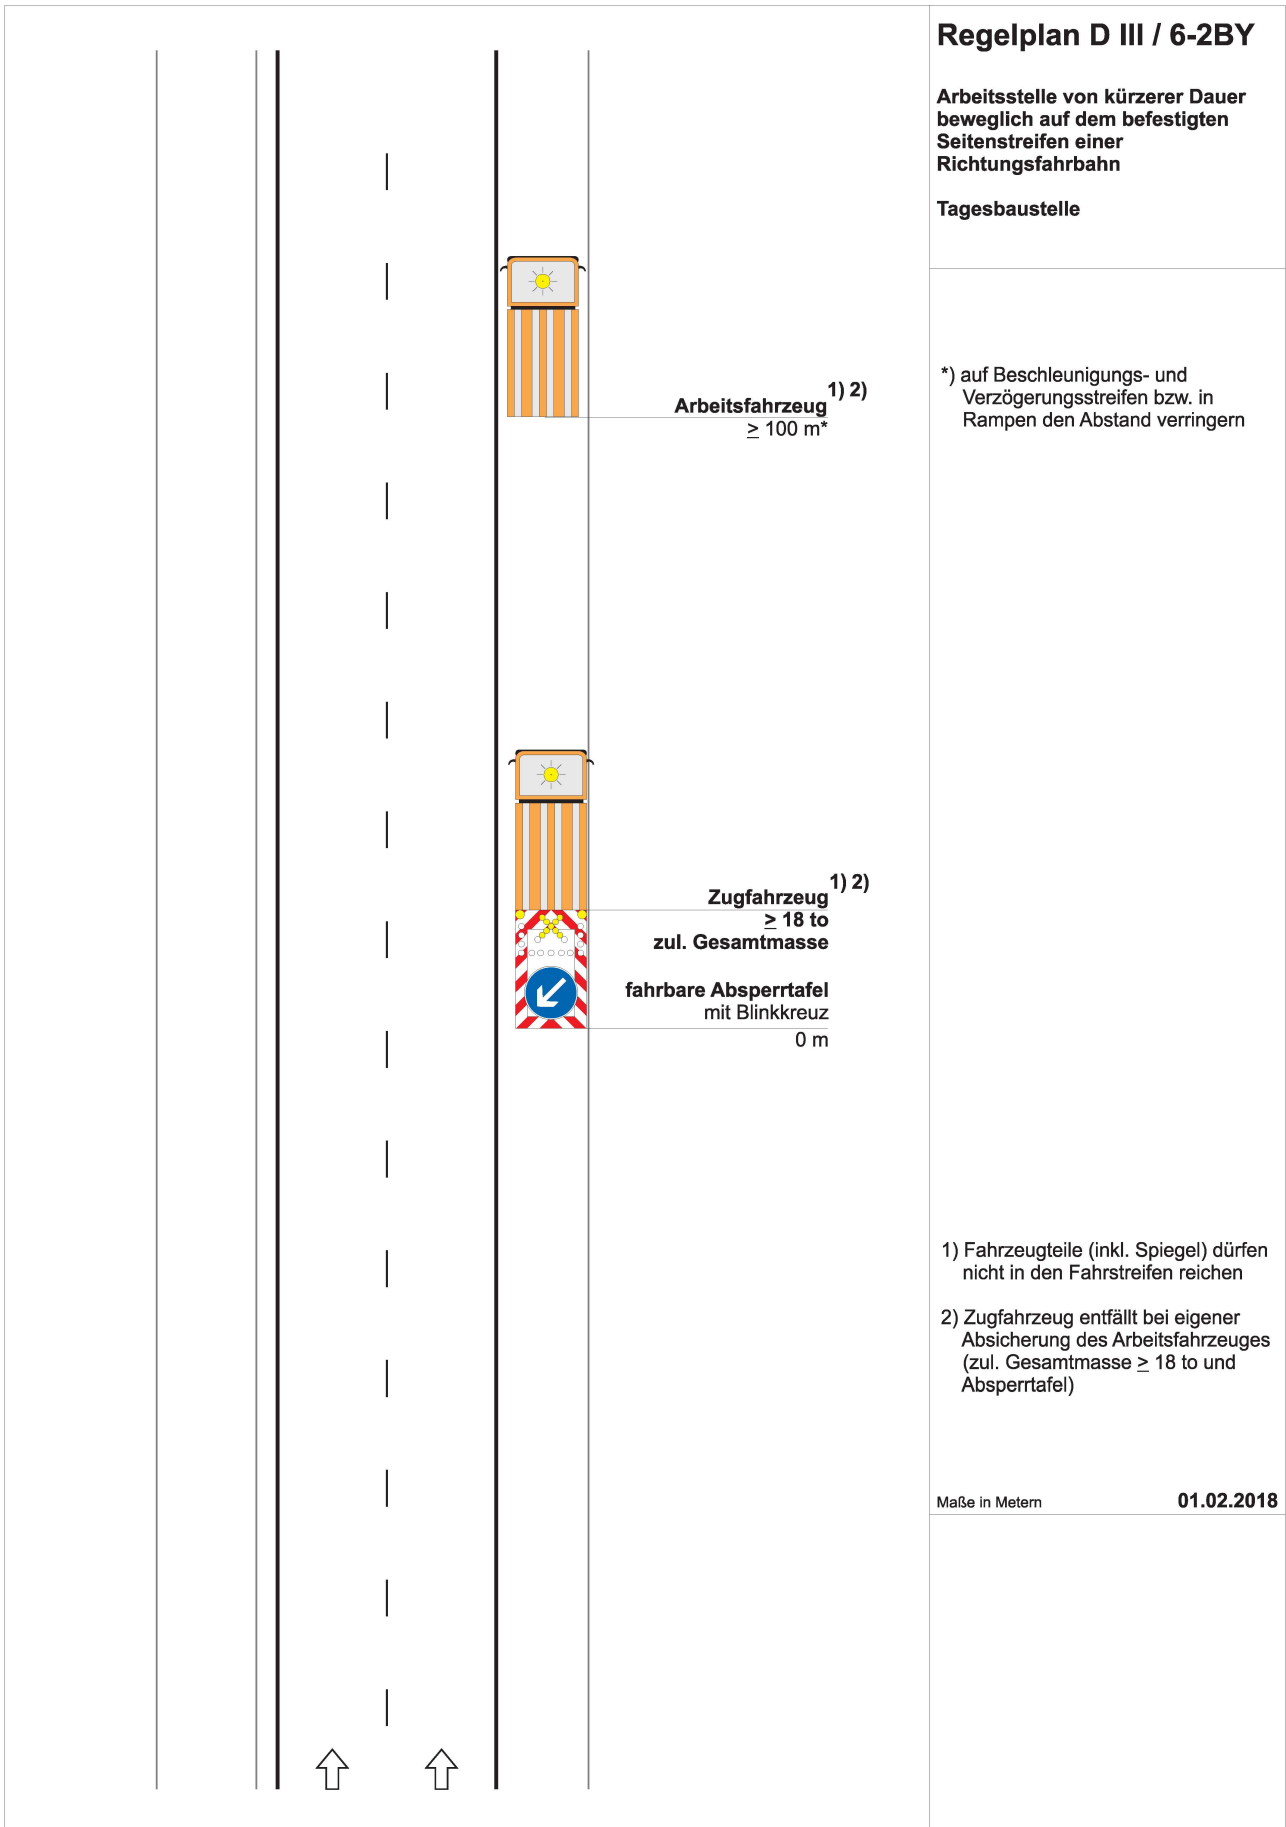 Regelplan D III / 6-2BY
Arbeitsstelle von kürzerer Dauer
beweglich auf dem befestigten
Seitenstreifen einer
Richtungsfahrbahn
Tagesbaustelle
*) auf Beschleunigungs- und
Verzögerungsstreifen bzw. in
Rampen den Abstand verringern
Arbeitsfahrzeug 1) 2)
≥ 100 m*
Zugfahrzeug 1) 2)
≥ 18 to
zul. Gesamtmasse
fahrbare Absperrtafel
mit Blinkkreuz
0 m
1) Fahrzeugteile (inkl. Spiegel) dürfen
nicht in den Fahrstreifen reichen
2) Zugfahrzeug entfällt bei eigener
Absicherung des Arbeitsfahrzeuges
(zul. Gesamtmasse ≥ 18 to und
Absperrtafel)
Maße in Metern 01.02.2018